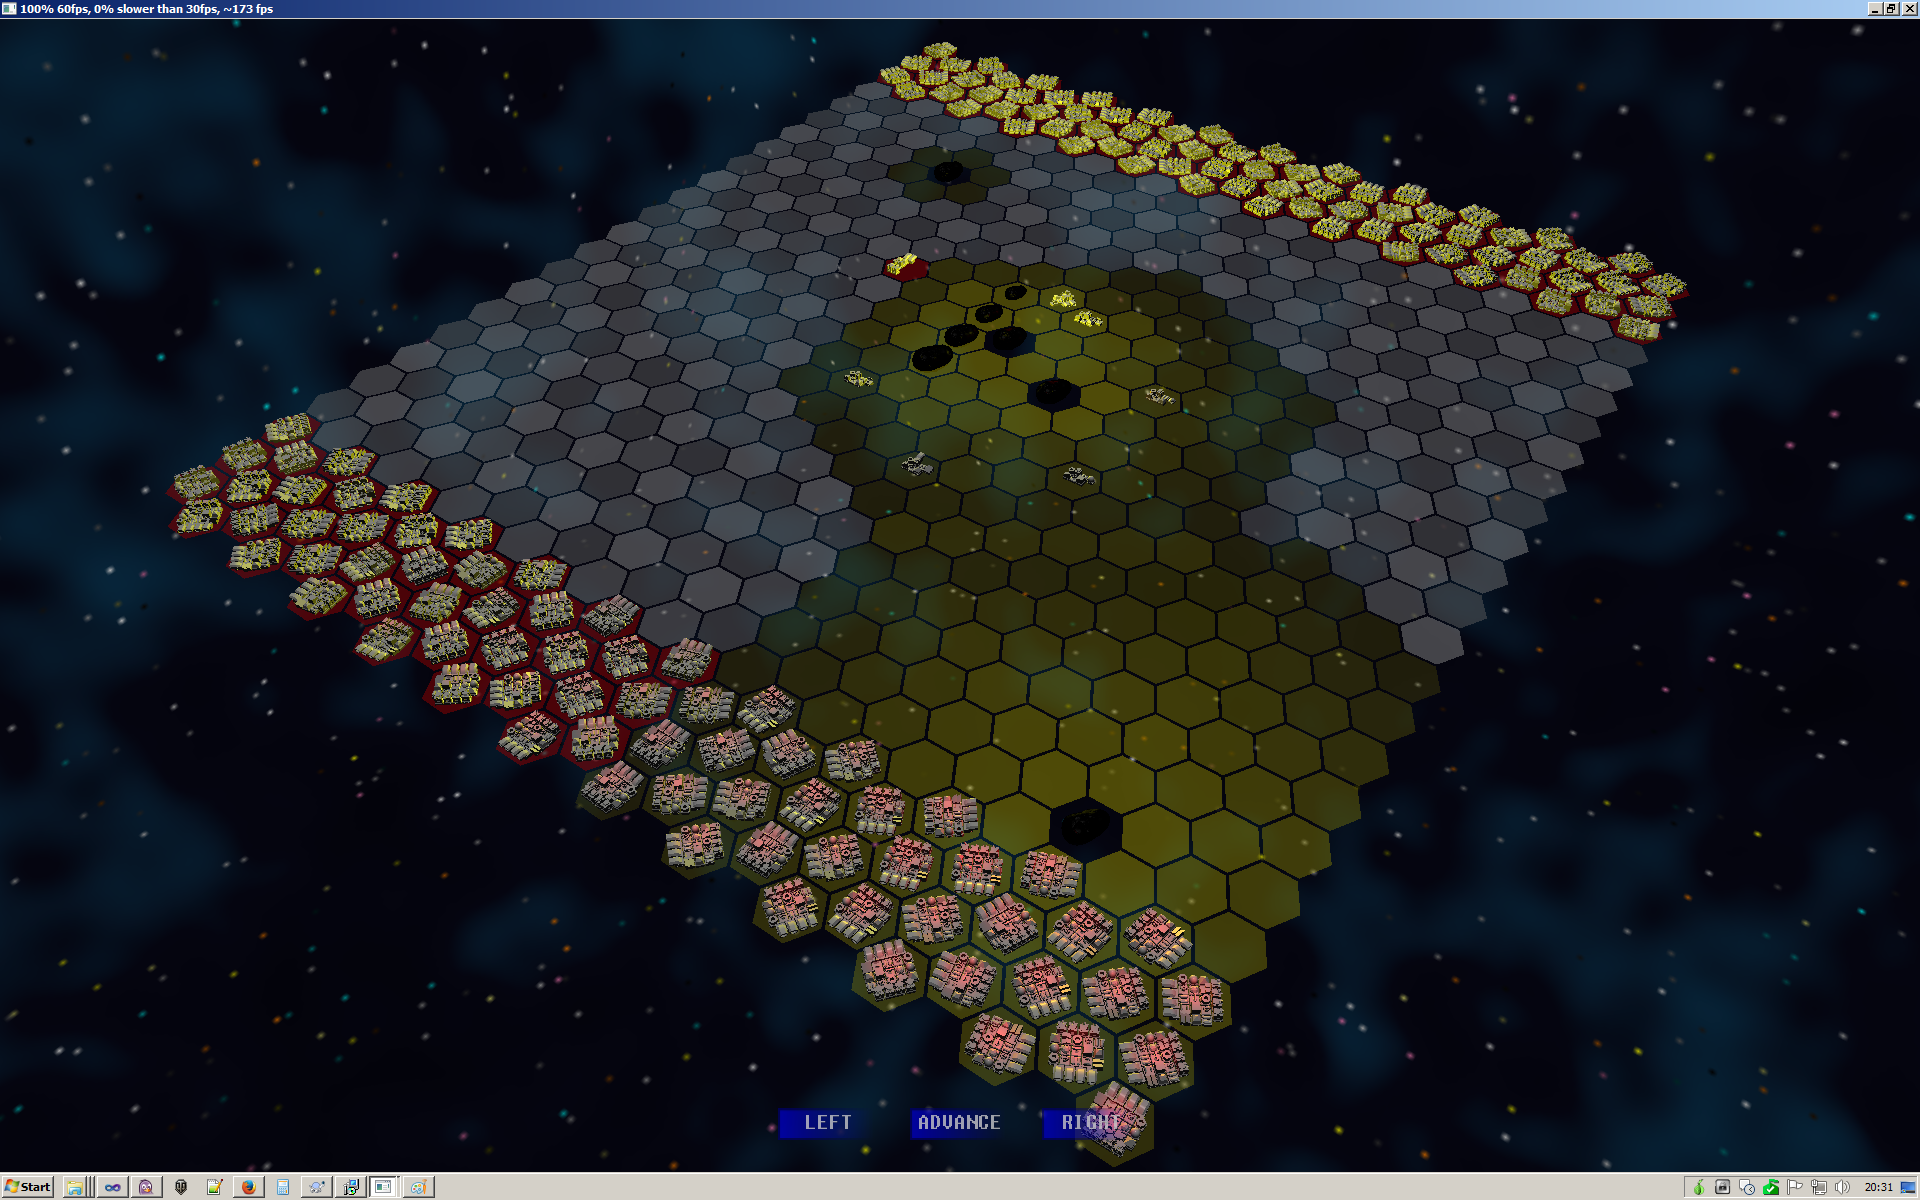 100% 60fps, 0% slower than 30fps, ~173 fps
LEFT ADVANCE RIGHT
Start 20:31